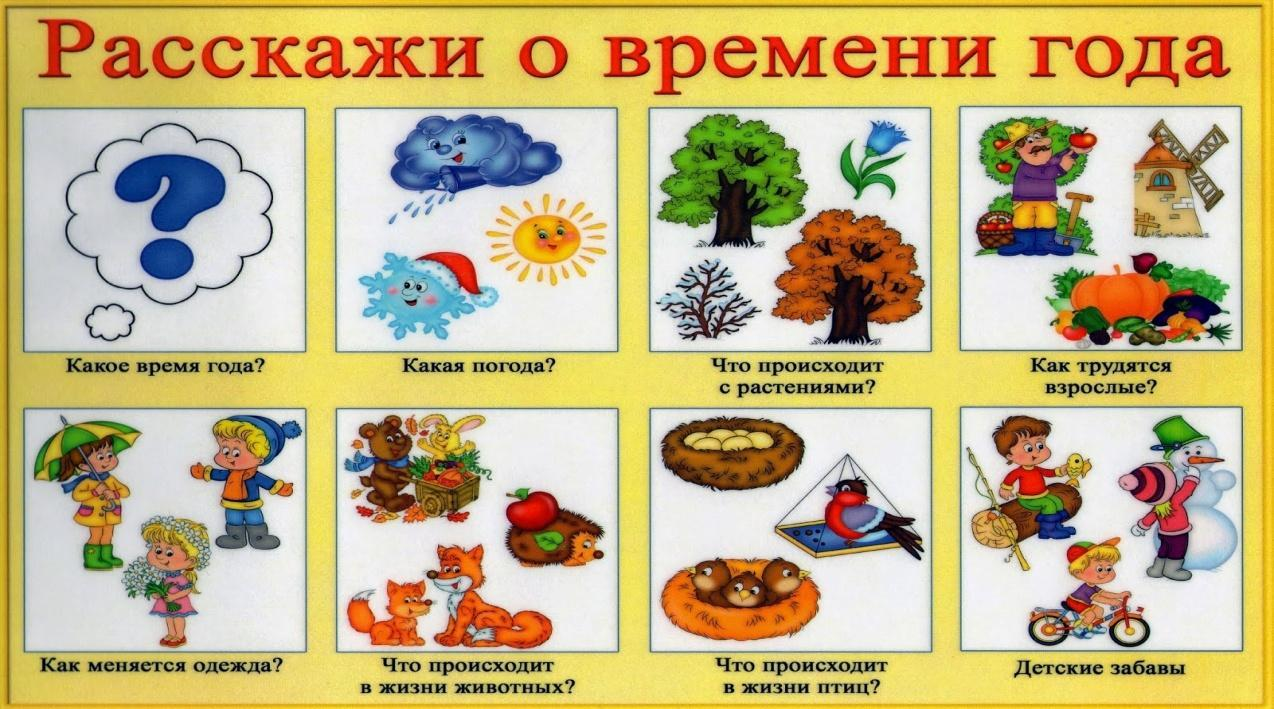 Расскажи о времени года
Какое время года?
Какая погода?
Что происходит
с растениями?
Как трудятся
взрослые?
Как меняется одежда?
Что происходит
в жизни животных?
Что происходит
в жизни птиц?
Детские забавы